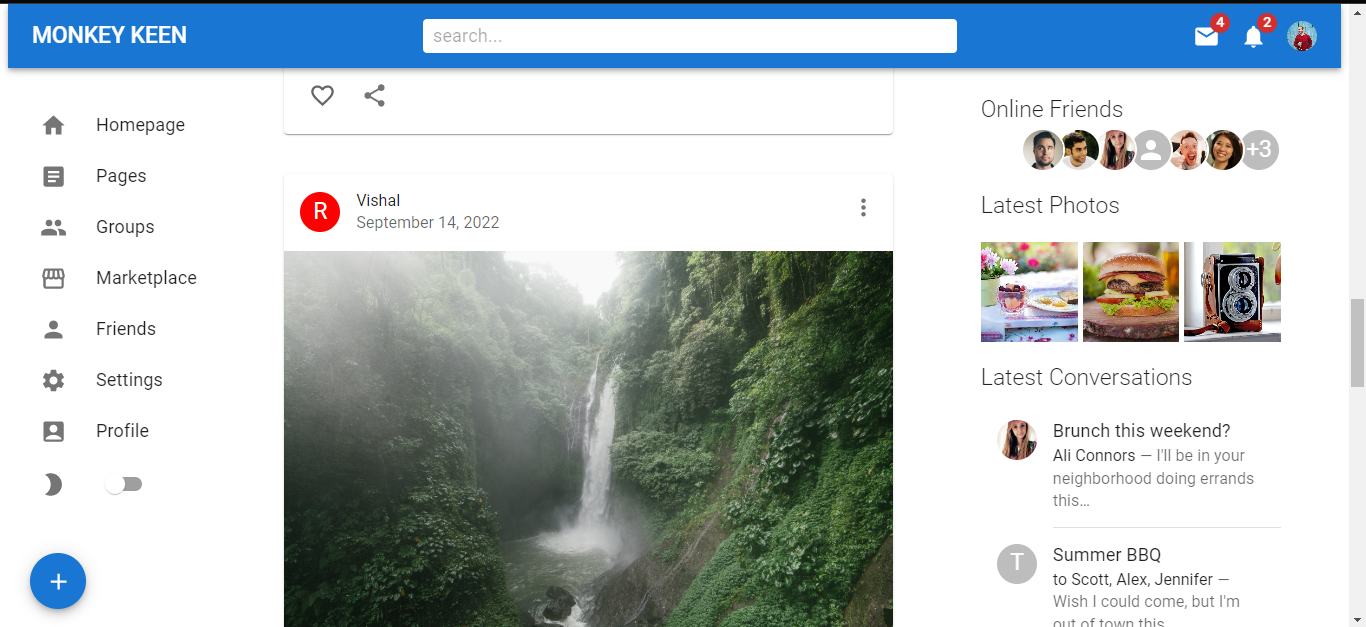 MONKEY KEEN
search...
4
2
Homepage
Pages
Groups
Marketplace
Friends
Settings
Profile
R
Vishal
September 14, 2022
Online Friends
+3
Latest Photos
Latest Conversations
Brunch this weekend?
Ali Connors — I'll be in your
neighborhood doing errands
this…
T
Summer BBQ
to Scott, Alex, Jennifer —
Wish I could come, but I'm
out of town this